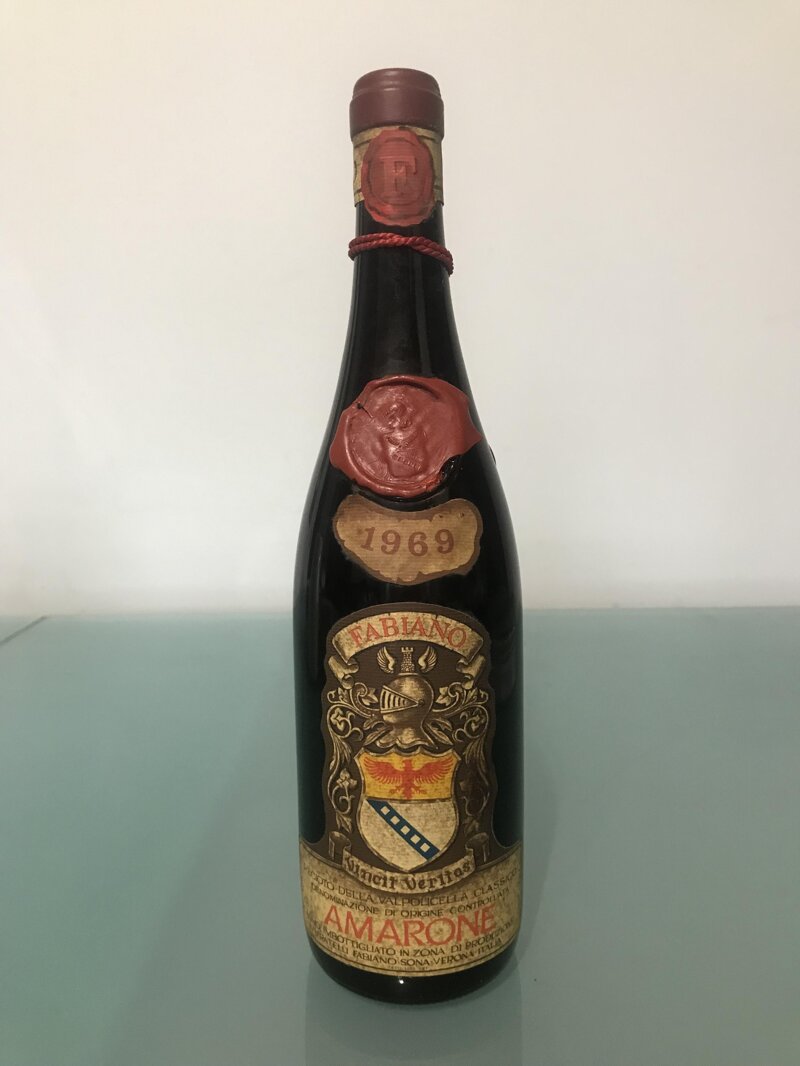 F
1969
FABIANO
Vincit Veritas
DELLA VALPOLICELLA CLASSICO
DENOMINAZIONE DI ORIGINE CONTROLLATA
AMARONE
IMBOTTIGLIATO IN ZONA DI PRODUZIONE
FABIANO SONA-VERONA-ITALIA